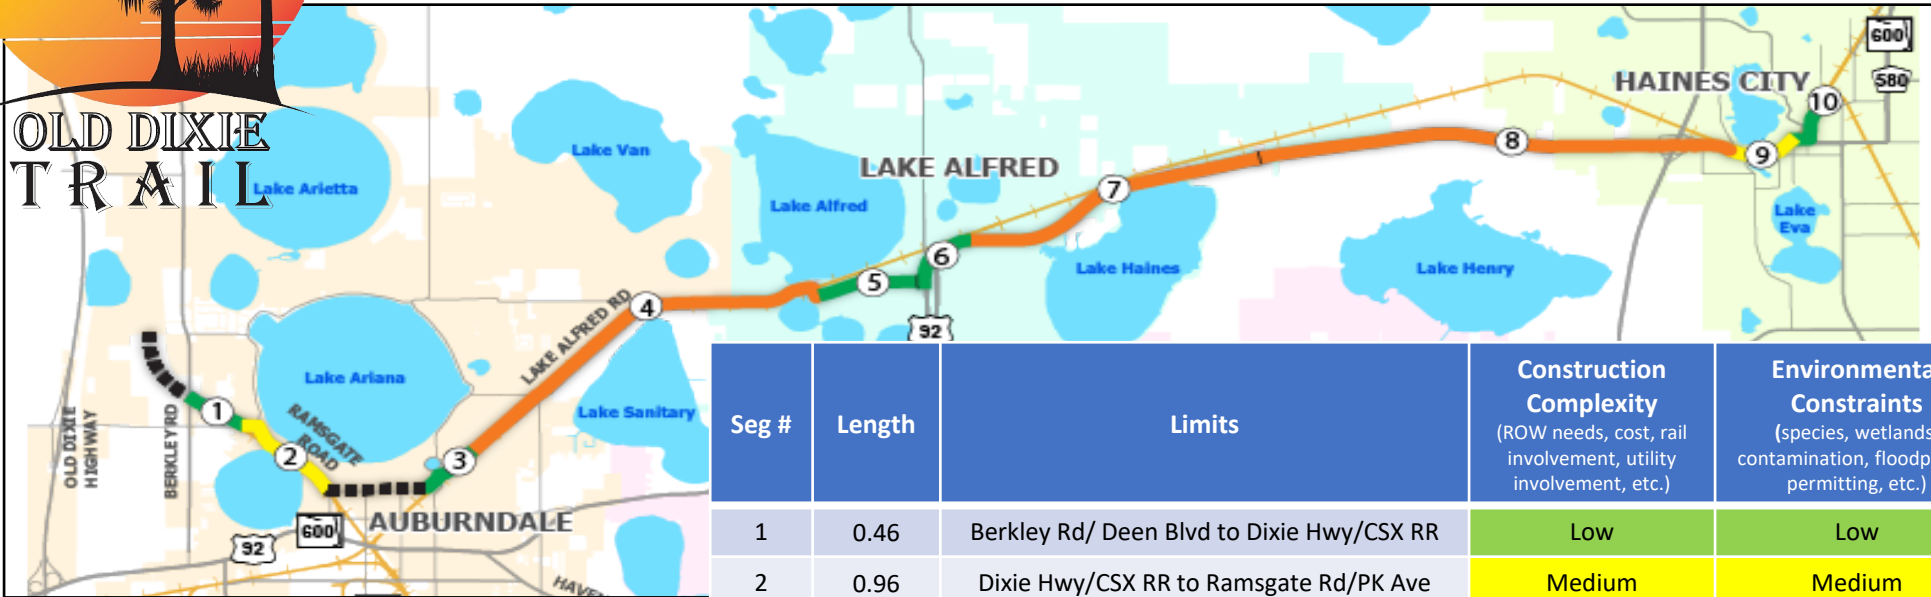 OLD DIXIE
TRAIL
Lake Arietta
Lake Van
LAKE ALFRED
Lake Alfred
HAINES CITY
600
580
10
9
8
7
6
5
4
3
2
1
Lake Eva
Lake Haines
Lake Henry
92
LAKE ALFRED RD
Lake Ariana
Lake Sanitary
OLD DIXIE
HIGHWAY
BERKLEY RD
RAMSGATE
ROAD
AUBURNDALE
600
92
Seg #
Length
Limits
Construction
Complexity
(ROW needs, cost, rail
involvement, utility
involvement, etc.)
Constraints
(species, wetlands
contamination,
permitting, etc.)
1 0.46 Berkley Rd/ Deen Blvd to Dixie Hwy/CSX RR Low Low
2 0.96 Dixie Hwy/CSX RR to Ramsgate Rd/PK Ave Medium Medium